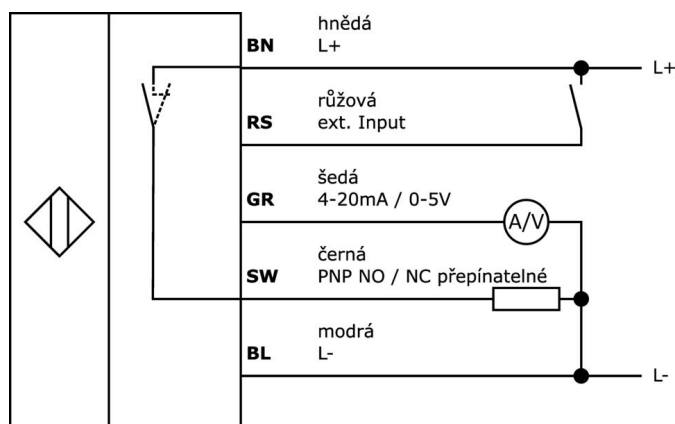 hnědá
BN L+
L+
růžová
RS ext. Input
šedá
GR 4-20mA / 0-5V
A/V
černá
SW PNP NO / NC přepínatelné
modrá
BL L-
L-